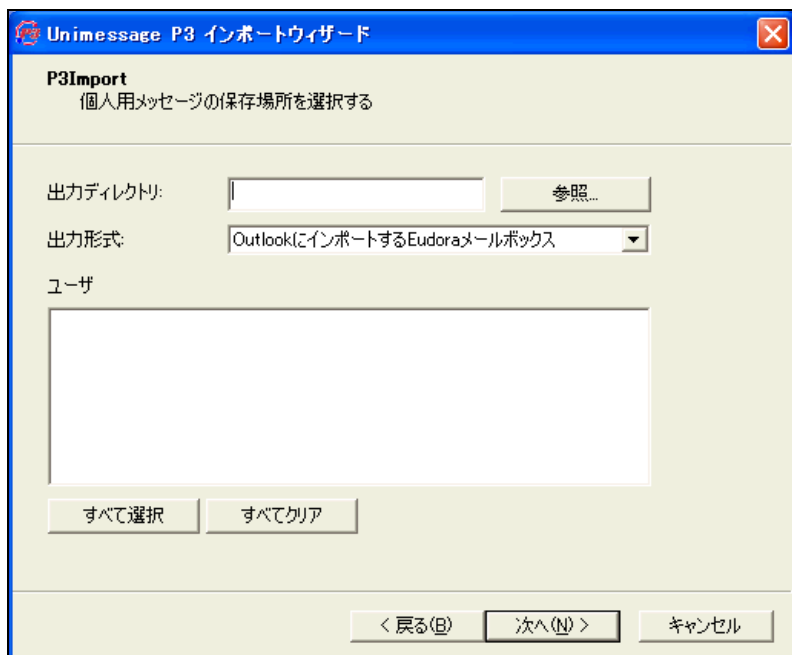 Unimessage P3 インポートウィザード
P3Import
個人用メッセージの保存場所を選択する
出力ディレクトリ:
参照...
出力形式:
OutlookにインポートするEudoraメールボックス
ユーザ
すべて選択
すべてクリア
< 戻る(B)
次へ(N) >
キャンセル